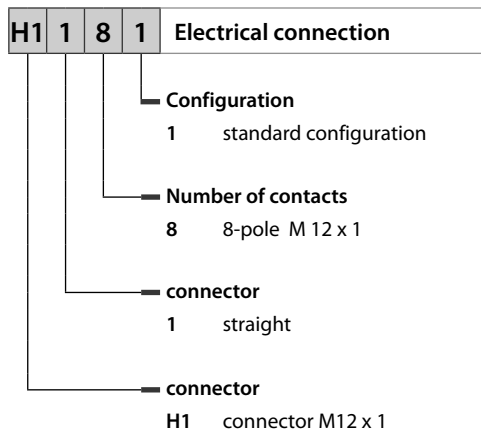 H1 1 8 1 Electrical connection
Configuration
1 standard configuration
Number of contacts
8 8-pole M 12 x 1
connector
1 straight
connector
H1 connector M12 x 1